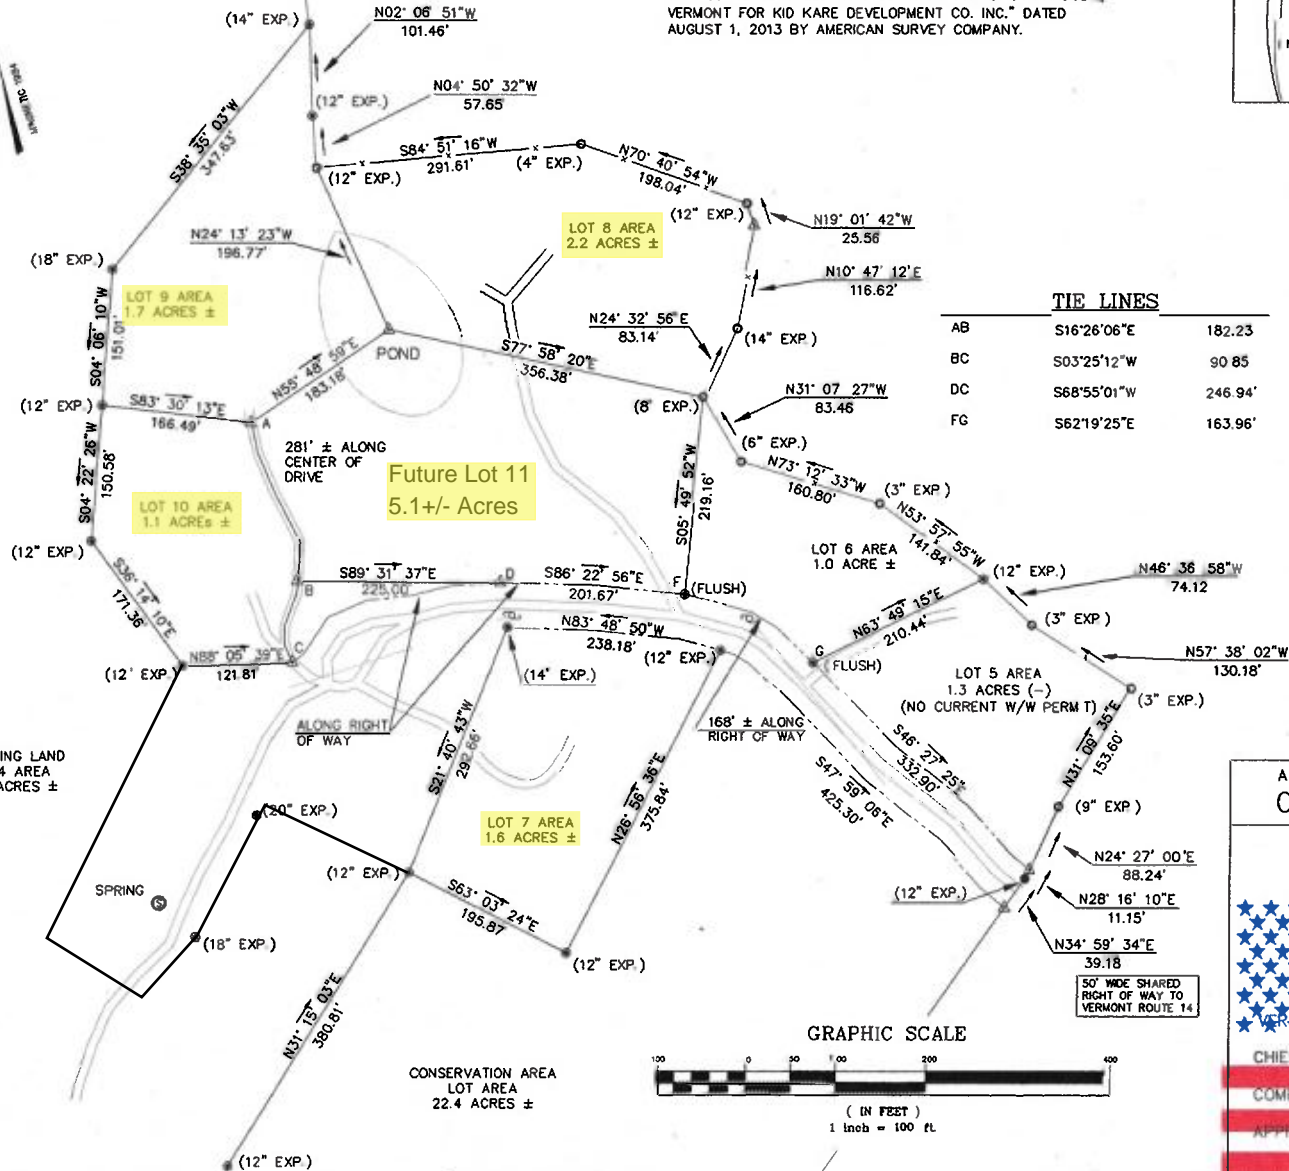 VERMONT FOR KID KARE DEVELOPMENT CO. INC." DATED
AUGUST 1, 2013 BY AMERICAN SURVEY COMPANY.
N02° 06' 51"W
101.46'
(14" EXP.)
(12" EXP.)
N04° 50' 32"W
57.65'
S38° 35' 03"W
347.63'
S84° 51' 16"W
291.61'
(12" EXP.)
(4" EXP.)
N70° 40' 54"W
198.04'
(12" EXP.)
N19° 01' 42"W
25.56
N24° 13' 23"W
196.77'
LOT 8 AREA
2.2 ACRES ±
(18" EXP.)
N10° 47' 12"E
116.62'
LOT 9 AREA
1.7 ACRES ±
S04° 06' 10"W
151.01'
N24° 32' 56"E
83.14'
(14" EXP.)
TIE LINES
AB S16°26'06"E 182.23
BC S03°25'12"W 90 85
DC S68°55'01"W 246.94'
FG S62°19'25"E 163.96'
POND
S77° 58' 20"E
356.38'
N55° 48' 59"E
183.18'
N31° 07' 27"W
83.46
(12" EXP.)
S83° 30' 13"E
166.49'
A
(8" EXP.)
(6" EXP.)
281' ± ALONG
CENTER OF
DRIVE
Future Lot 11
5.1+/- Acres
S04° 22' 26"W
150.58'
S05° 49' 52"W
219.16'
N73° 12' 33"W
160.80'
(3" EXP.)
LOT 10 AREA
1.1 ACREs ±
N53° 57' 55"W
141.84'
LOT 6 AREA
1.0 ACRE ±
(12" EXP.)
(12" EXP.)
N46° 36' 58"W
74.12
S36° 14' 10"E
171.36'
B
S89° 31' 37"E
225.00'
D
S86° 22' 56"E
201.67'
F
(FLUSH)
N63° 49' 15"E
210.44'
(3" EXP.)
E
N83° 48' 50"W
238.18'
(12" EXP.)
E
G
(FLUSH)
N57° 38' 02"W
130.18'
(12' EXP.)
N88° 05' 39"E
121.81
C
(14" EXP.)
LOT 5 AREA
1.3 ACRES (-)
(NO CURRENT W/W PERMIT)
(3" EXP.)
ALONG RIGHT
OF WAY
S21° 40' 43"W
292.66'
168' ± ALONG
RIGHT OF WAY
N31° 09' 35"E
153.60'
S46° 27' 25"E
332.90'
S47° 59' 06"E
425.30'
ING LAND
4 AREA
ACRES ±
N26° 56' 36"E
375.84'
A
C
(20" EXP.)
LOT 7 AREA
1.6 ACRES ±
(9" EXP.)
N24° 27' 00"E
88.24'
(12" EXP.)
S63° 03' 24"E
195.87
(12" EXP.)
N28° 16' 10"E
11.15'
SPRING
S
(18" EXP.)
N34° 59' 34"E
39.18
(12" EXP.)
50' WIDE SHARED
RIGHT OF WAY TO
VERMONT ROUTE 14
N31° 15' 03"E
380.81'
GRAPHIC SCALE
100 0 50 100 200 400
( IN FEET )
1 inch = 100 ft.
VER
CHIE
COM
APP
CONSERVATION AREA
LOT AREA
22.4 ACRES ±
(12" EXP.)